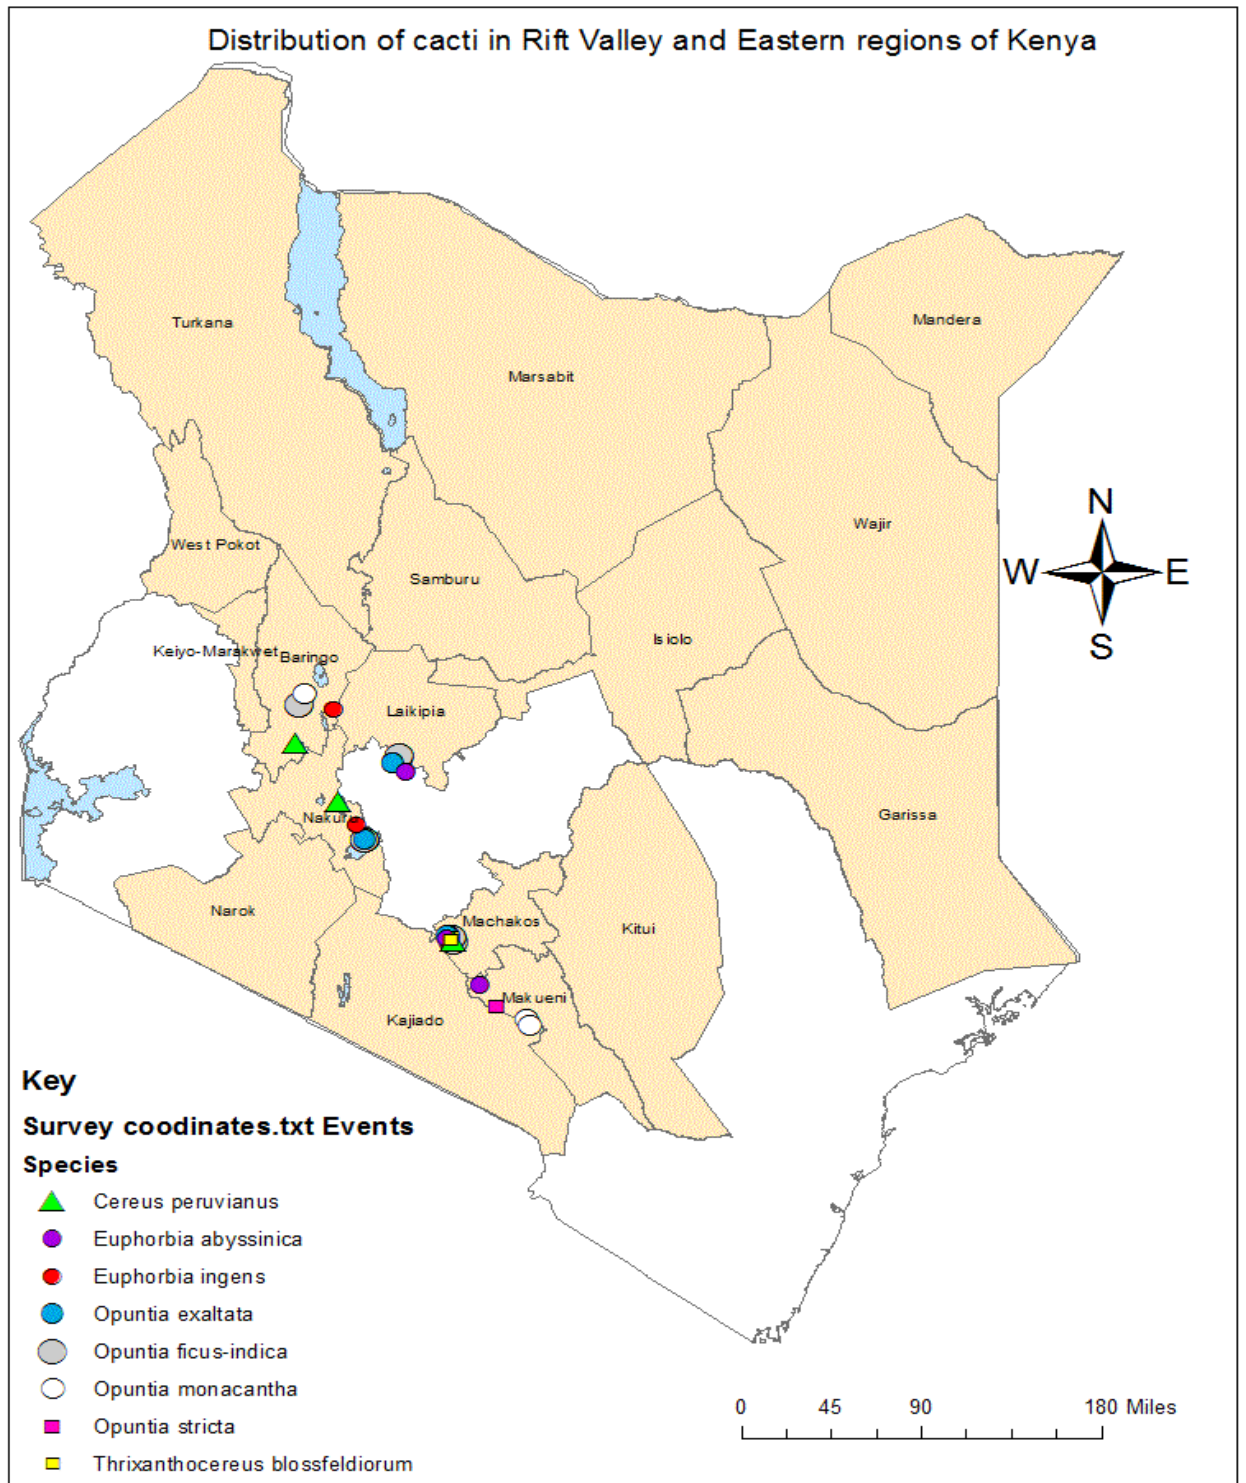 Distribution of cacti in Rift Valley and Eastern regions of Kenya
Turkana
Mandera
Marsabit
Wajir
N
W E
S
West Pokot
Samburu
Isiolo
Keiyo-Marakwet
Baringo
Laikipia
Nakuru
Garissa
Narok
Machakos
Kitui
Makueni
Kajiado
Key
Survey coodinates.txt Events
Species
Cereus peruvianus
Euphorbia abyssinica
Euphorbia ingens
Opuntia exaltata
Opuntia ficus-indica
Opuntia monacantha
Opuntia stricta
Thrixanthocereus blossfeldiorum
0 45 90 180 Miles